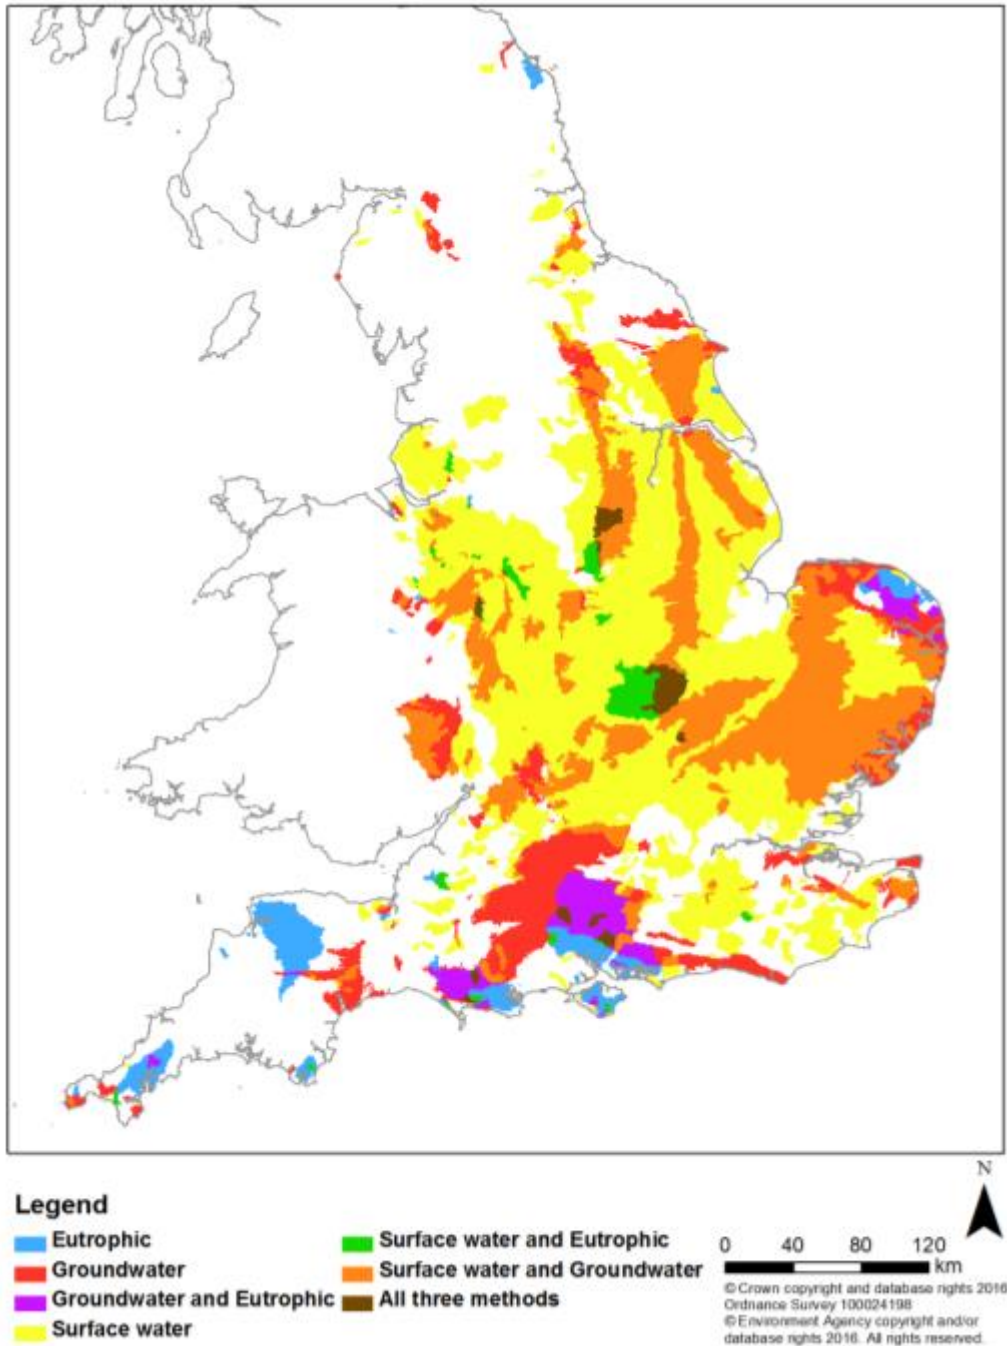 N
Legend
Eutrophic
Groundwater
Groundwater and Eutrophic
Surface water
Surface water and Eutrophic
Surface water and Groundwater
All three methods
0 40 80 120
km
© Crown copyright and database rights 2016
Ordnance Survey 100024198
© Environment Agency copyright and/or
database rights 2016. All rights reserved.